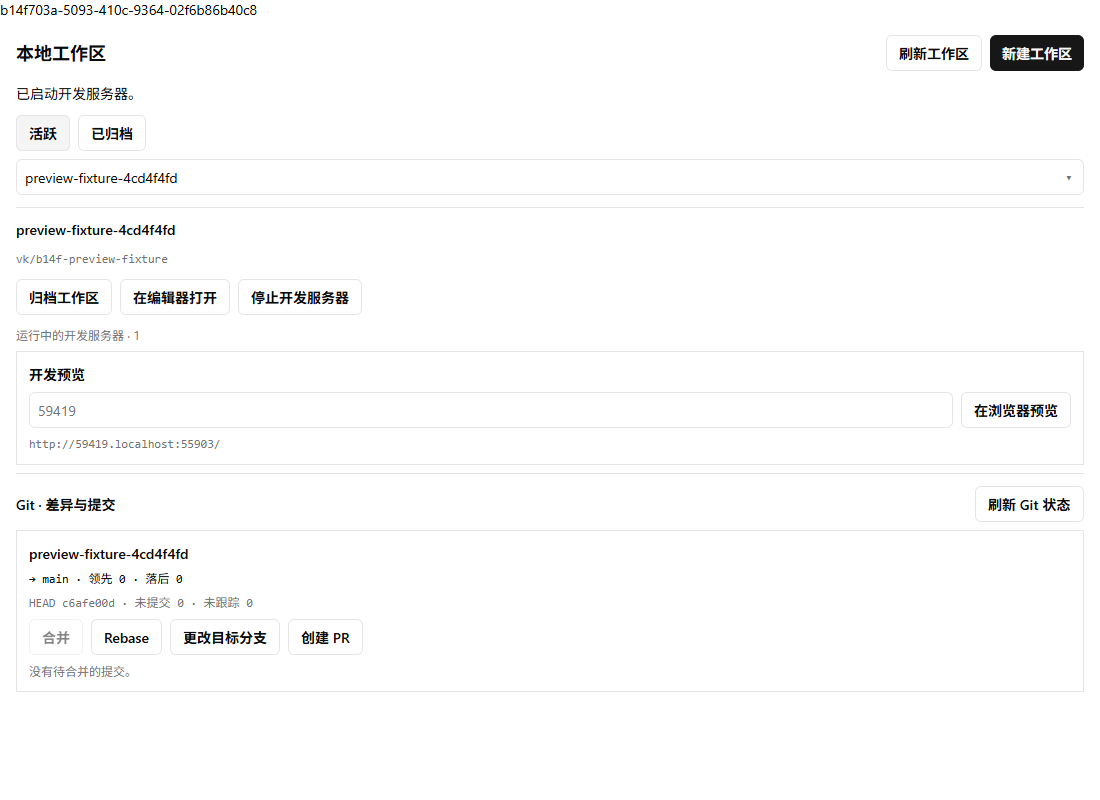 b14f703a-5093-410c-9364-02f6b86b40c8
本地工作区
刷新工作区
新建工作区
已启动开发服务器。
活跃
已归档
preview-fixture-4cd4f4fd
preview-fixture-4cd4f4fd
vk/b14f-preview-fixture
归档工作区
在编辑器打开
停止开发服务器
运行中的开发服务器 · 1
开发预览
59419
在浏览器预览
http://59419.localhost:55903/
Git · 差异与提交
刷新 Git 状态
preview-fixture-4cd4f4fd
→ main · 领先 0 · 落后 0
HEAD c6afe00d · 未提交 0 · 未跟踪 0
合并
Rebase
更改目标分支
创建 PR
没有待合并的提交。